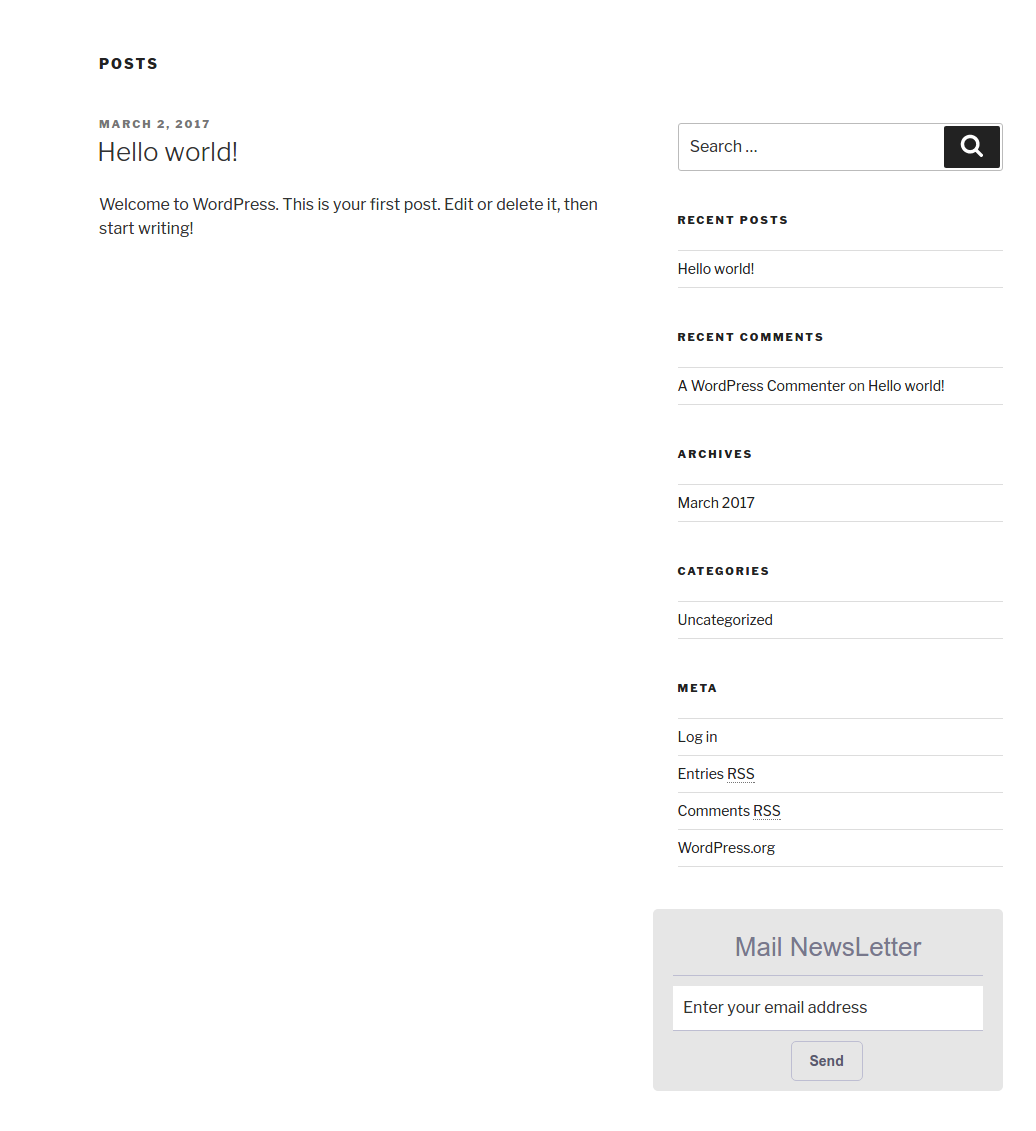 POSTS
MARCH 2, 2017
Hello world!
Welcome to WordPress. This is your first post. Edit or delete it, then
start writing!
Search …
RECENT POSTS
Hello world!
RECENT COMMENTS
A WordPress Commenter on Hello world!
ARCHIVES
March 2017
CATEGORIES
Uncategorized
META
Log in
Entries RSS
Comments RSS
WordPress.org
Mail NewsLetter
Enter your email address
Send